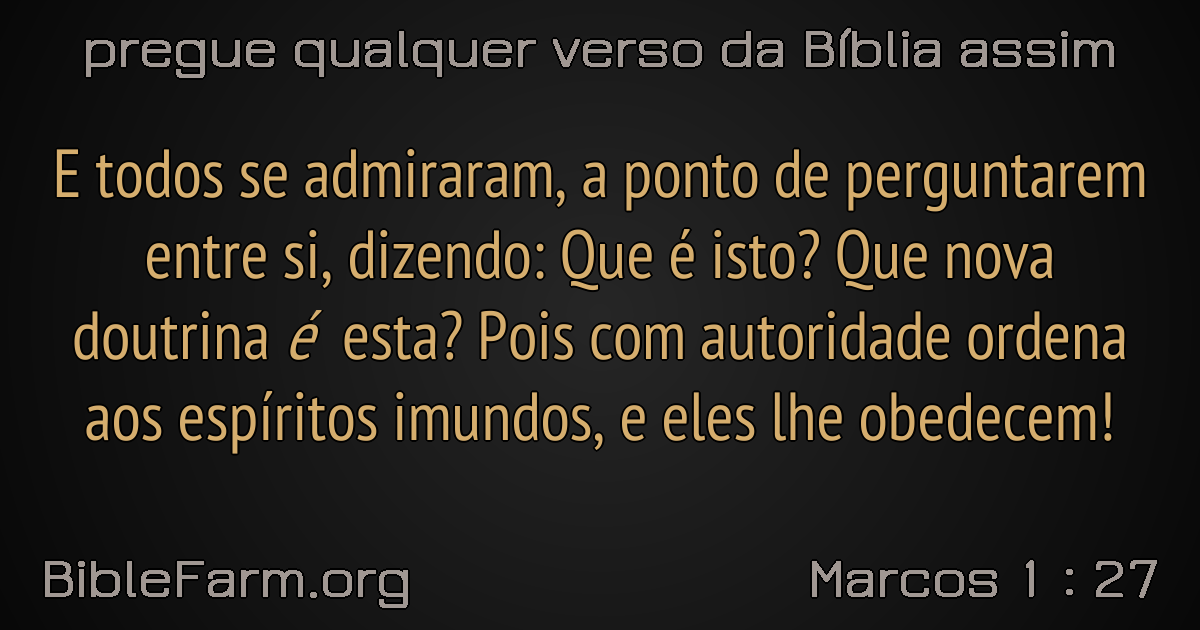 pregue qualquer verso da Bíblia assim
E todos se admiraram, a ponto de perguntarem
entre si, dizendo: Que é isto? Que nova
doutrina é esta? Pois com autoridade ordena
aos espíritos imundos, e eles lhe obedecem!
BibleFarm.org
Marcos 1 : 27